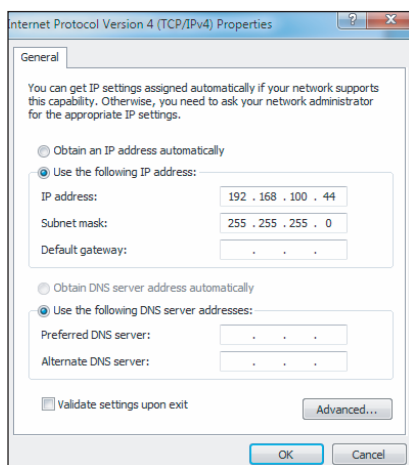 Internet Protocol Version 4 (TCP/IPv4) Properties
General
You can get IP settings assigned automatically if your network supports
this capability. Otherwise, you need to ask your network administrator
for the appropriate IP settings.
Obtain an IP address automatically
Use the following IP address:
IP address: 192 . 168 . 100 . 44
Subnet mask: 255 . 255 . 255 . 0
Default gateway: . . .
Obtain DNS server address automatically
Use the following DNS server addresses:
Preferred DNS server: . . .
Alternate DNS server: . . .
Validate settings upon exit Advanced...
OK Cancel